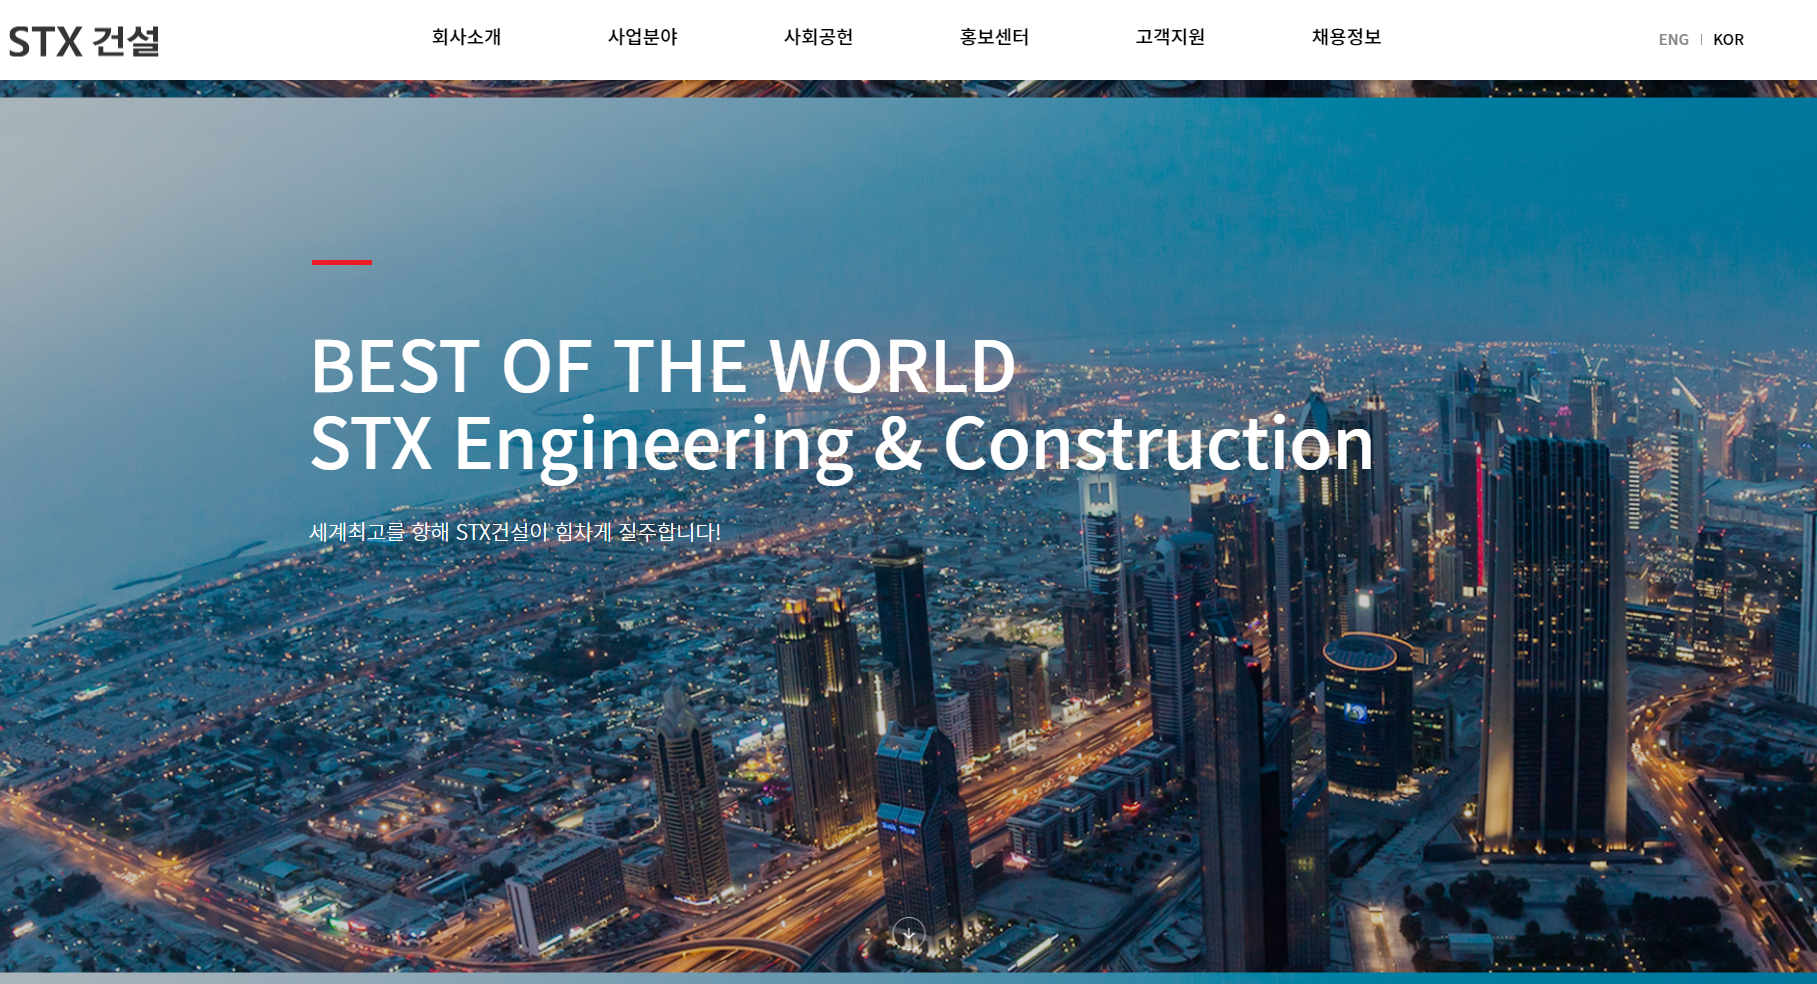 STX 건설
회사소개 사업분야 사회공헌 홍보센터 고객지원 채용정보
ENG | KOR
BEST OF THE WORLD
STX Engineering & Construction
세계최고를 향해 STX건설이 힘차게 질주합니다!